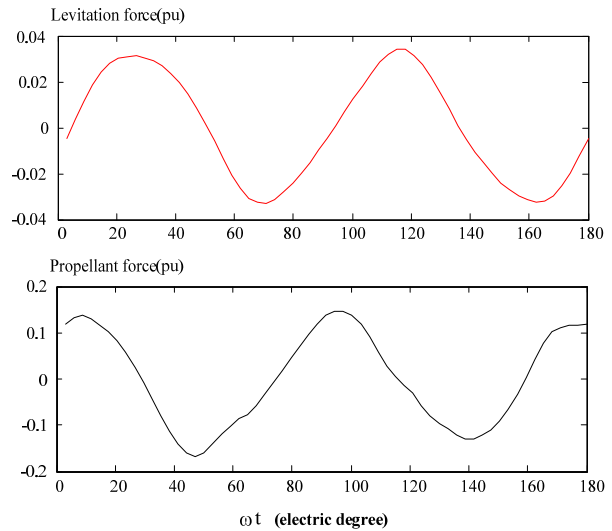 Levitation force(pu)
0.04
0.02
0
-0.02
-0.04
0 20 40 60 80 100 120 140 160 180
Propellant force(pu)
0.2
0.1
0
-0.1
-0.2
0 20 40 60 80 100 120 140 160 180
ωt (electric degree)